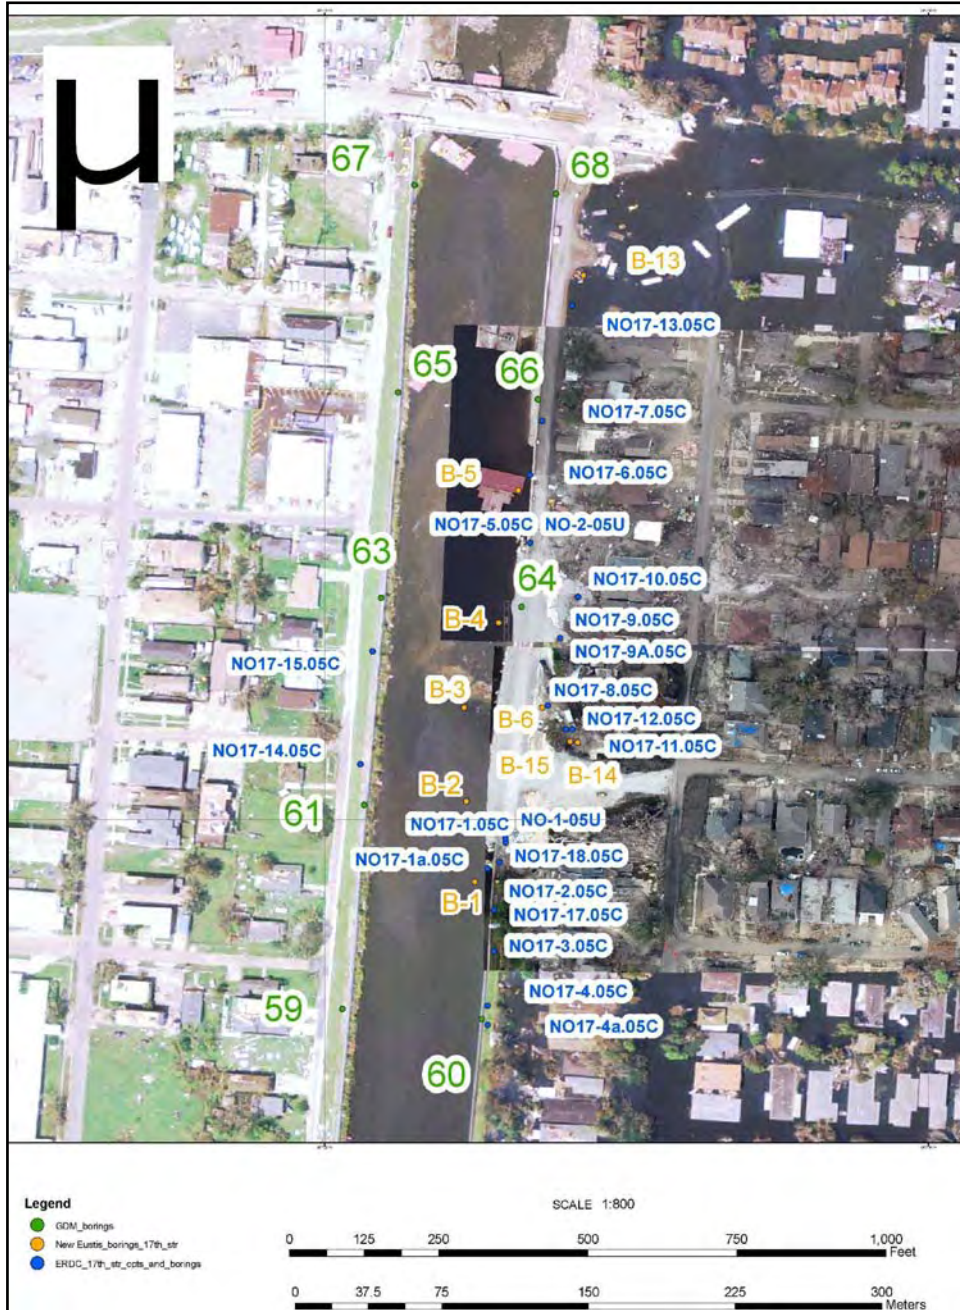 µ
67
68
B-13
NO17-13.05C
65
66
NO17-7.05C
B-5
NO17-6.05C
NO17-5.05C
NO-2-05U
63
64
NO17-10.05C
B-4
NO17-9.05C
NO17-15.05C
NO17-9A.05C
B-3
NO17-8.05C
B-6
NO17-12.05C
NO17-14.05C
NO17-11.05C
B-15
B-14
B-2
61
NO17-1.05C
NO-1-05U
NO17-1a.05C
NO17-18.05C
B-1
NO17-2.05C
NO17-17.05C
NO17-3.05C
NO17-4.05C
59
NO17-4a.05C
60
Legend
GDM_borings
New Eustis_borings_17th_str
ERDC_17th_str_cpts_and_borings
SCALE 1:800
0 125 250 500 750 1,000
Feet
0 37.5 75 150 225 300
Meters